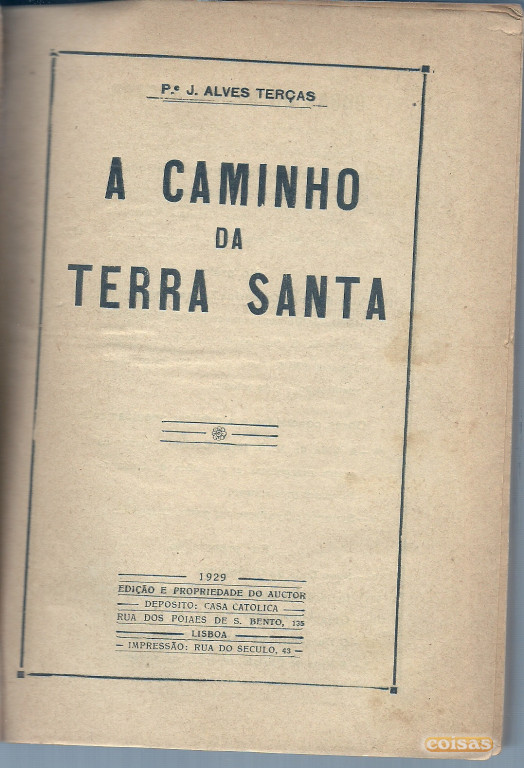 P.e J. ALVES TERÇAS
A CAMINHO
DA
TERRA SANTA
1929
EDIÇÃO E PROPRIEDADE DO AUCTOR
DEPOSITO: CASA CATOLICA
RUA DOS POIAES DE S. BENTO, 135
LISBOA
IMPRESSÃO: RUA DO SECULO, 43
coisas